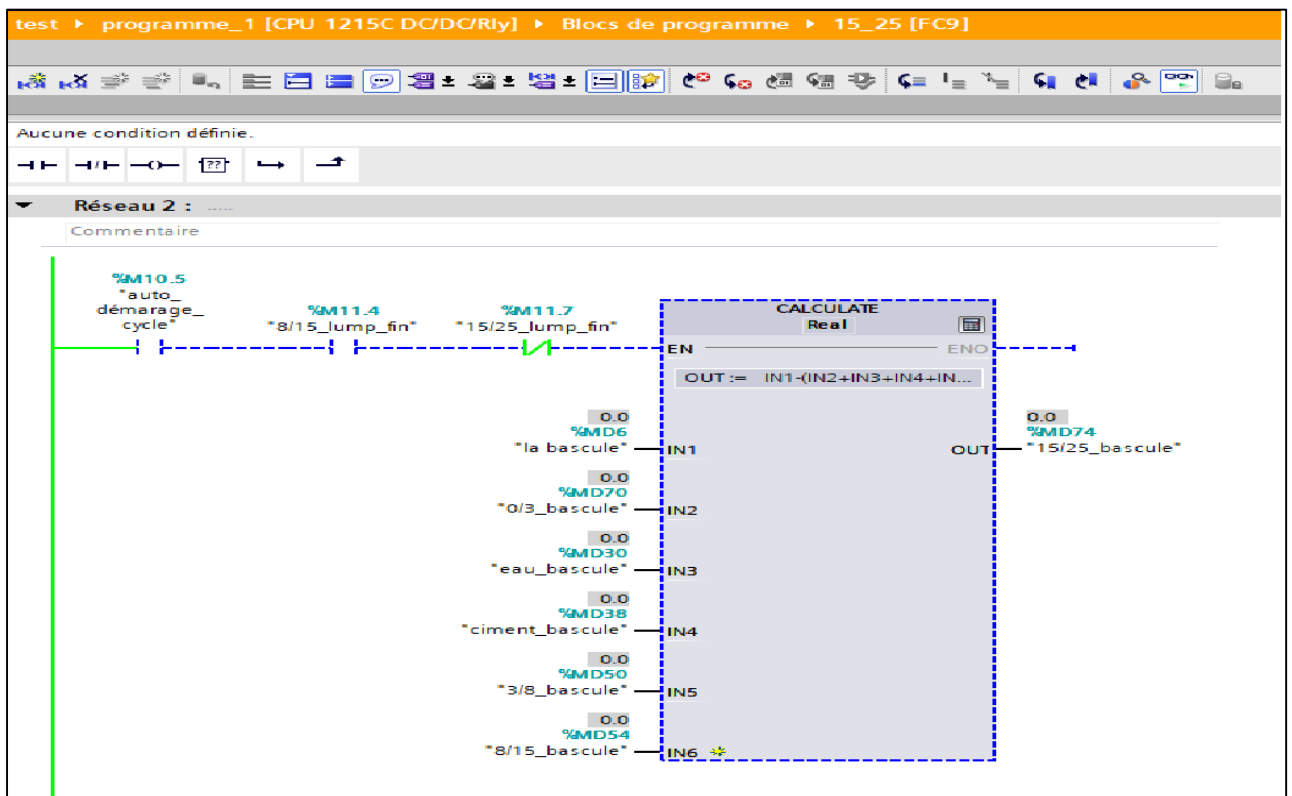 test ▸ programme_1 [CPU 1215C DC/DC/Rly] ▸ Blocs de programme ▸ 15_25 [FC9]
Aucune condition définie.
??
Réseau 2 : .....
Commentaire
%M10.5
"auto_
démarage_
cycle"
%M11.4
"8/15_lump_fin"
%M11.7
"15/25_lump_fin"
CALCULATE
Real
EN
ENO
OUT := IN1-(IN2+IN3+IN4+IN...
0.0
%MD6
"la bascule"
IN1
0.0
%MD74
OUT
"15/25_bascule"
0.0
%MD70
"0/3_bascule"
IN2
0.0
%MD30
"eau_bascule"
IN3
0.0
%MD38
"ciment_bascule"
IN4
0.0
%MD50
"3/8_bascule"
IN5
0.0
%MD54
"8/15_bascule"
IN6